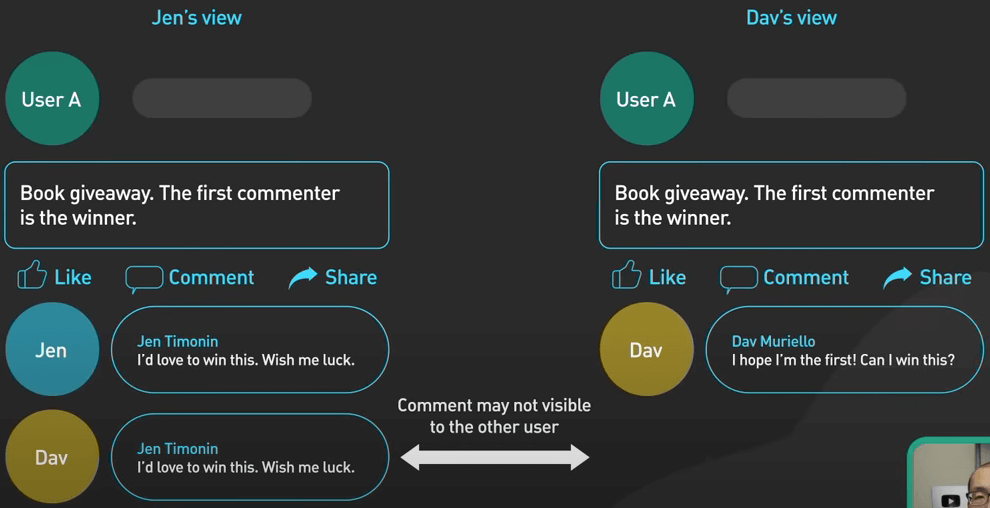 Jen's view
User A
Book giveaway. The first commenter
is the winner.
Like Comment Share
Jen
Jen Timonin
I'd love to win this. Wish me luck.
Dav
Jen Timonin
I'd love to win this. Wish me luck.
Comment may not visible
to the other user
Dav's view
User A
Book giveaway. The first commenter
is the winner.
Like Comment Share
Dav
Dav Muriello
I hope I'm the first! Can I win this?